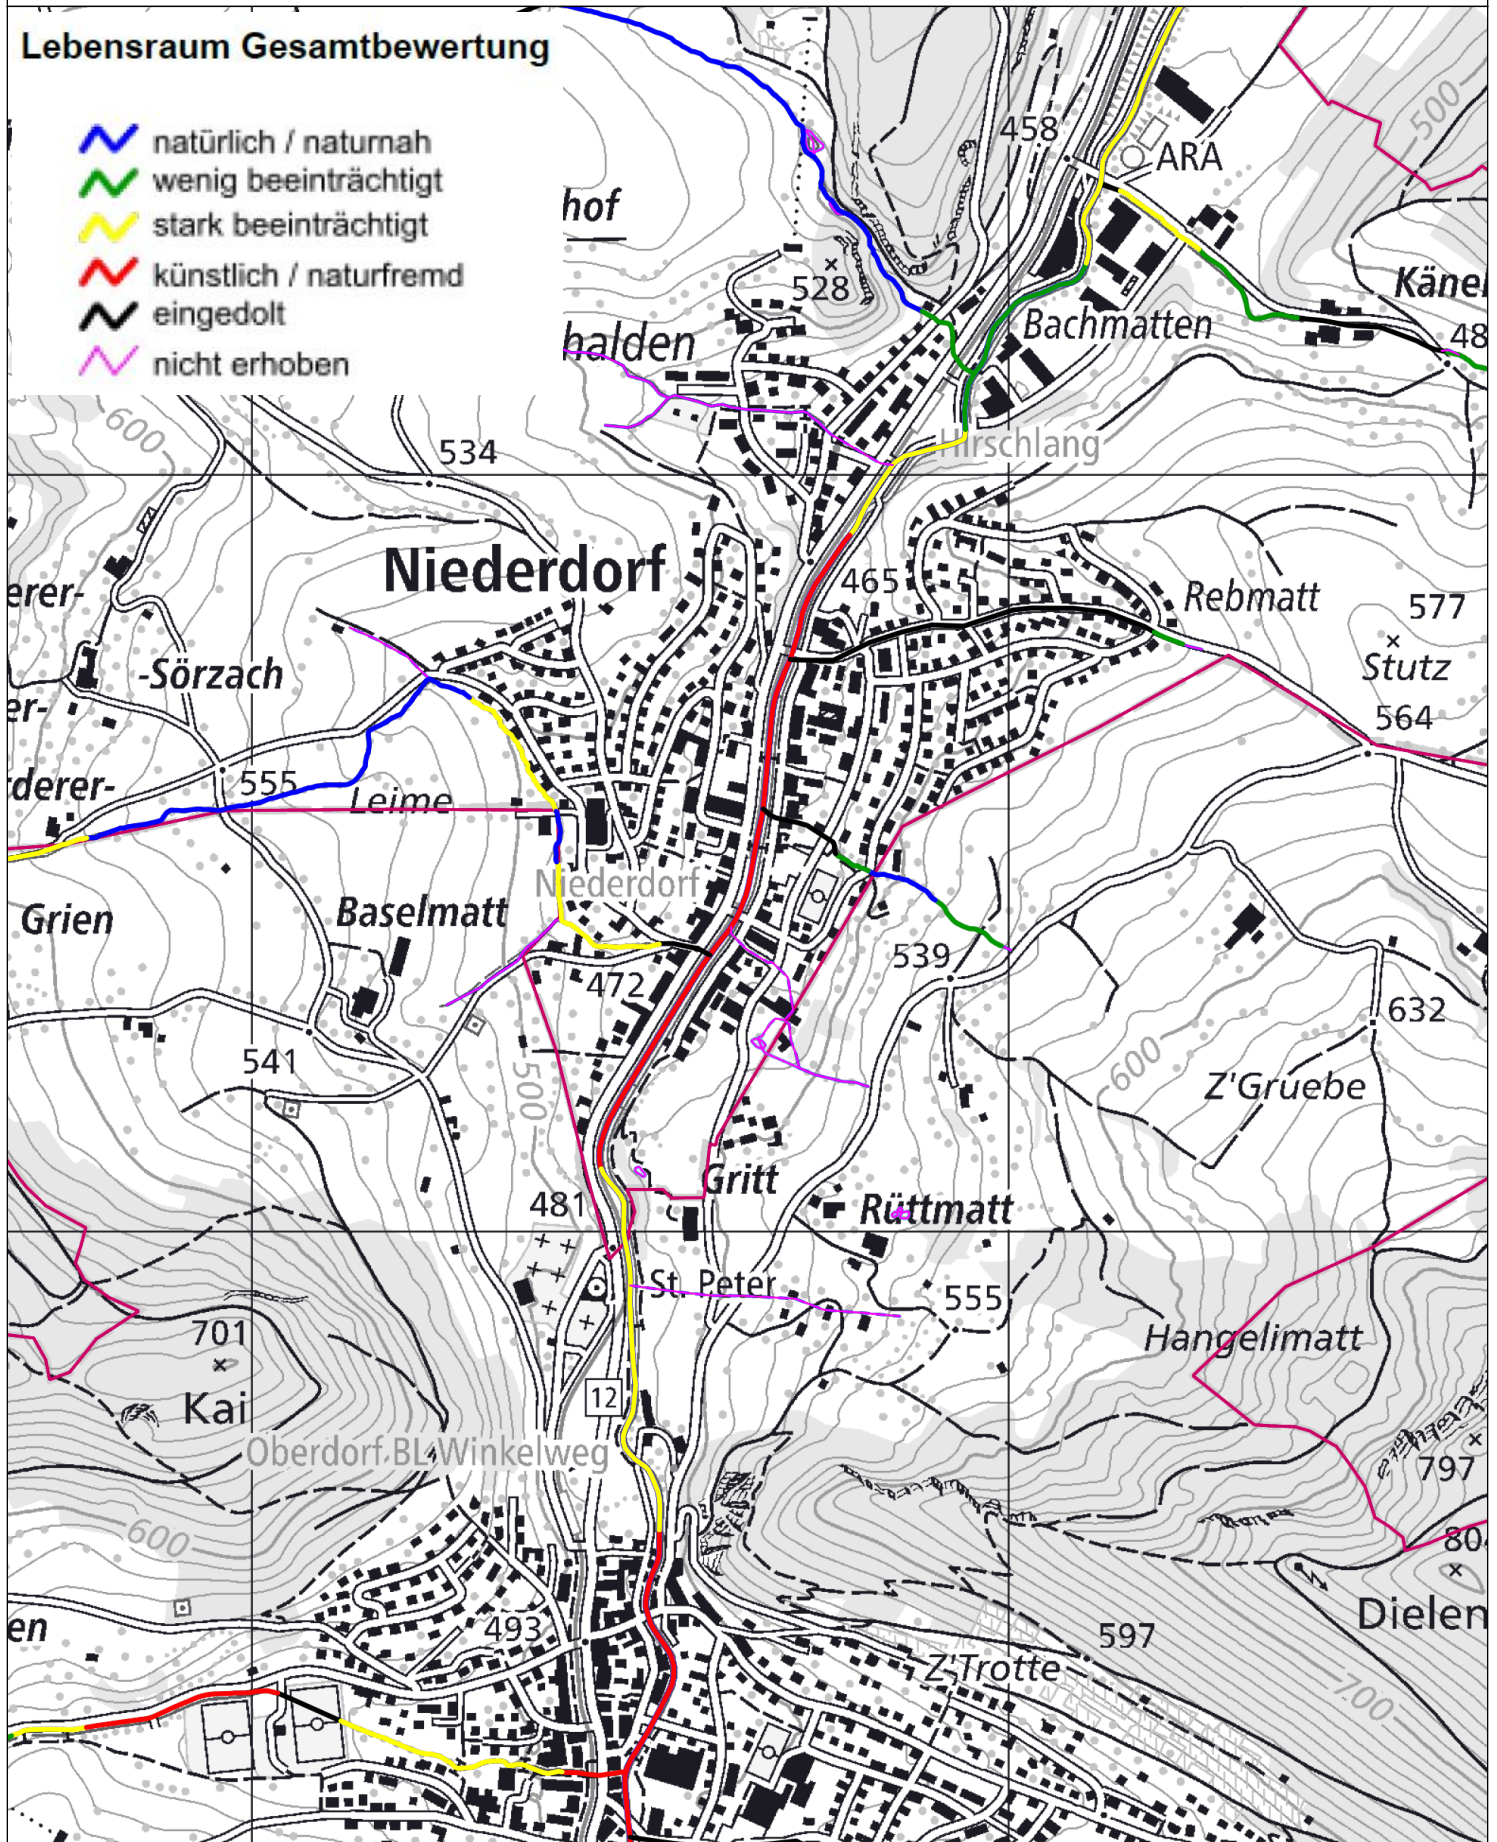 Lebensraum Gesamtbewertung
natürlich / naturnah
wenig beeinträchtigt
stark beeinträchtigt
künstlich / naturfremd
eingedolt
nicht erhoben
500
458
ARA
hof
528
Känel
Bachmatten
halden
48
600
534
Hirschlang
Niederdorf
465
erer-
Rebmatt
577
Stutz
-Sörzach
er-
564
555
derer-
Leime
Niederdorf
Baselmatt
Grien
539
472
632
541
500
600
Z'Gruebe
Gritt
481
Rüttmatt
St. Peter
555
701
Hangelimatt
Kai
12
Oberdorf BL Winkelweg
797
600
80
Dielen
en
493
597
Z'Trotte
700